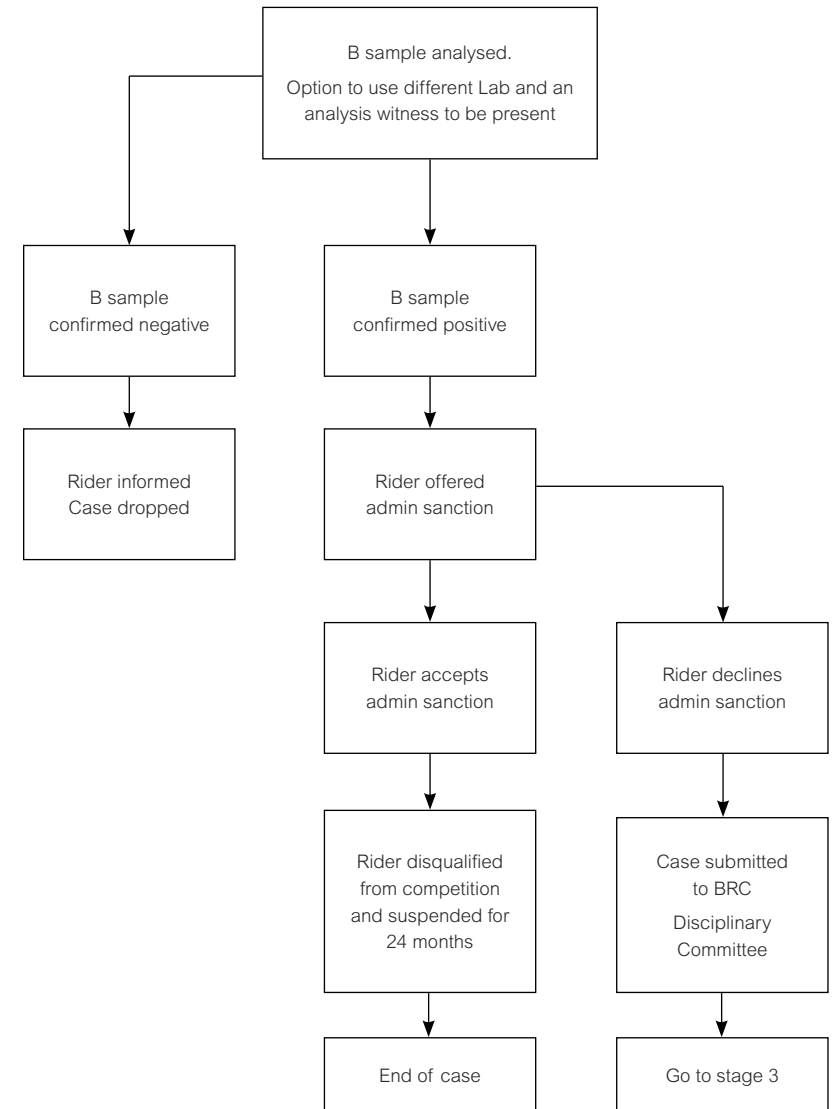 B sample analysed.
Option to use different Lab and an
analysis witness to be present
B sample
confirmed negative
B sample
confirmed positive
Rider informed
Case dropped
Rider offered
admin sanction
Rider accepts
admin sanction
Rider declines
admin sanction
Rider disqualified
from competition
and suspended for
24 months
Case submitted
to BRC
Disciplinary
Committee
End of case
Go to stage 3